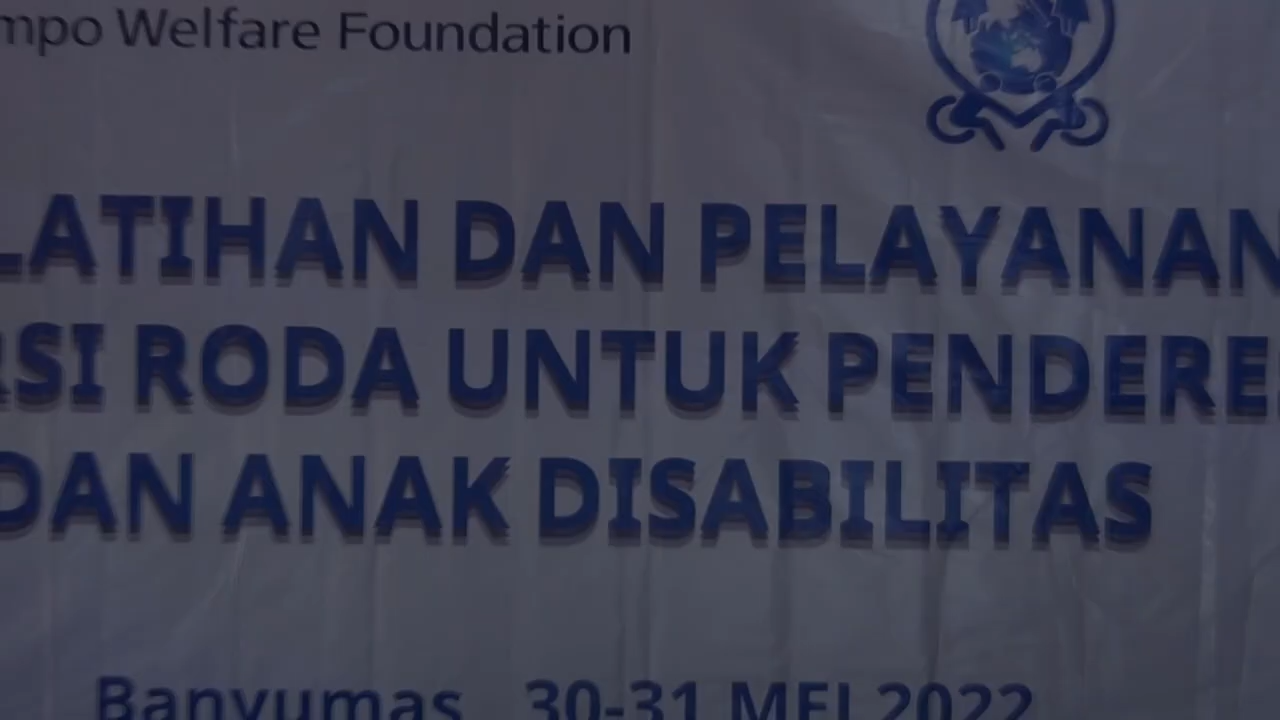 mpo Welfare Foundation
LATIHAN DAN PELAYANAN
RSI RODA UNTUK PENDERE
DAN ANAK DISABILITAS
Banyumas 30-31 MEI 2022